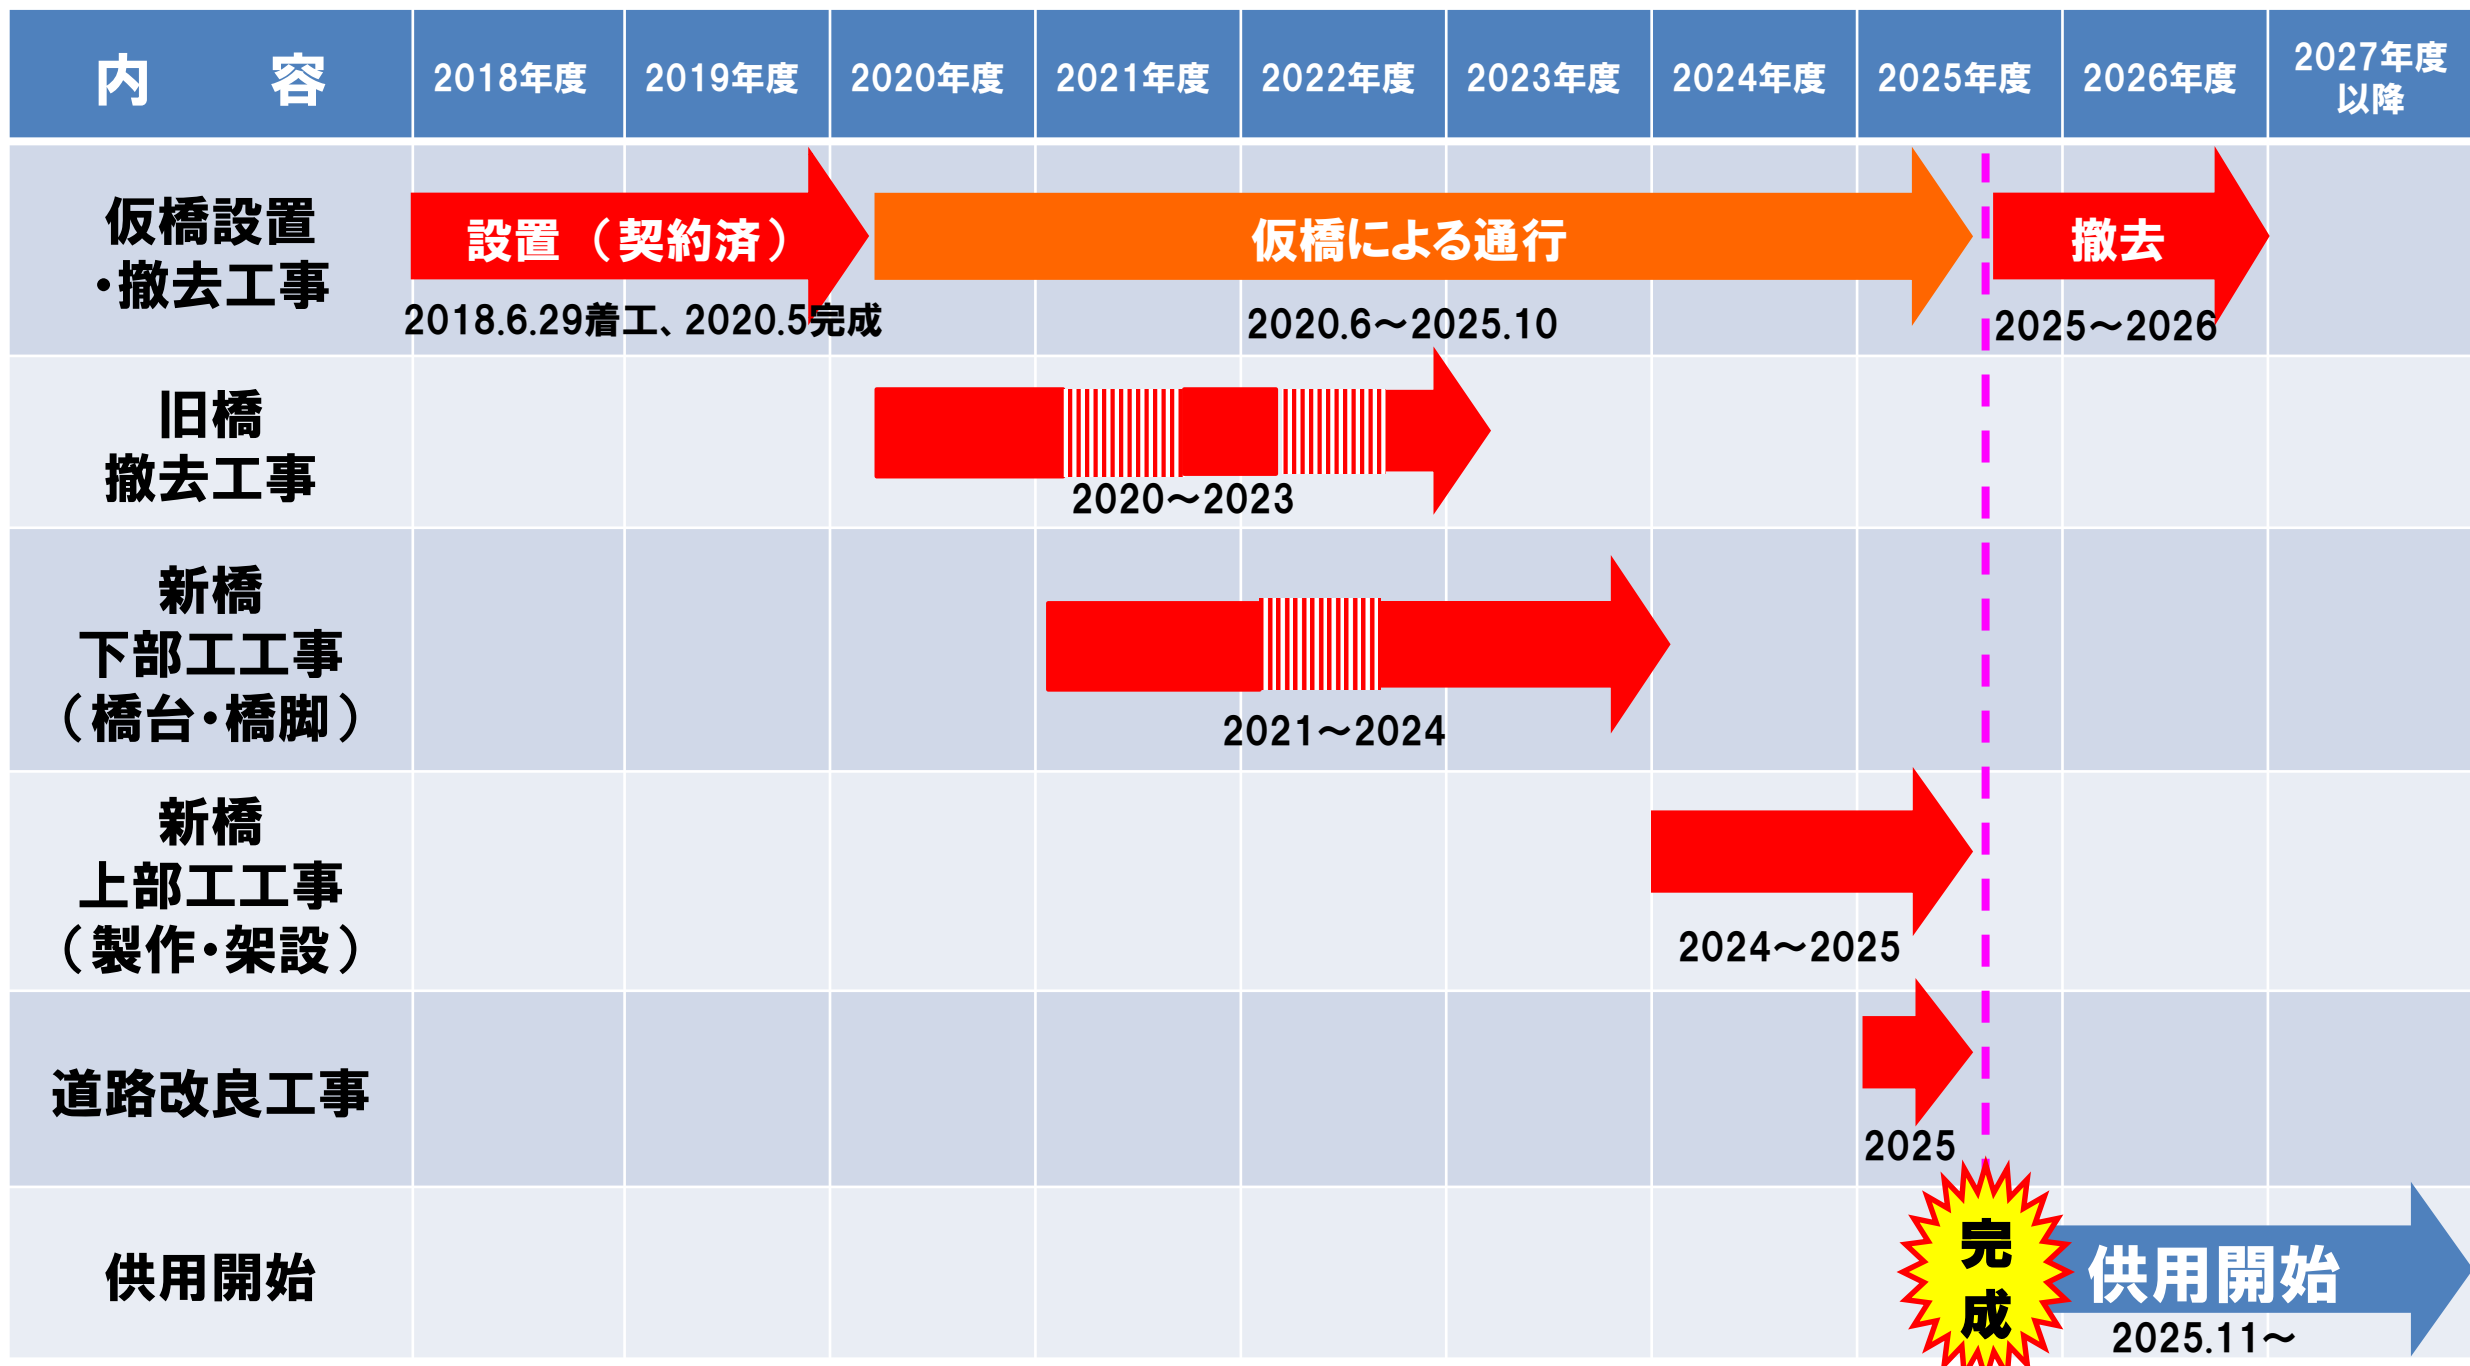 内　容 2018年度 2019年度 2020年度 2021年度 2022年度 2023年度 2024年度 2025年度 2026年度 2027年度
以降
仮橋設置
・撤去工事
設置（契約済）
2018.6.29着工、2020.5完成
仮橋による通行
2020.6～2025.10
撤去
2025～2026
旧橋
撤去工事
2020～2023
新橋
下部工工事
（橋台・橋脚）
2021～2024
新橋
上部工工事
（製作・架設）
2024～2025
道路改良工事
2025
供用開始
完
成
供用開始
2025.11～